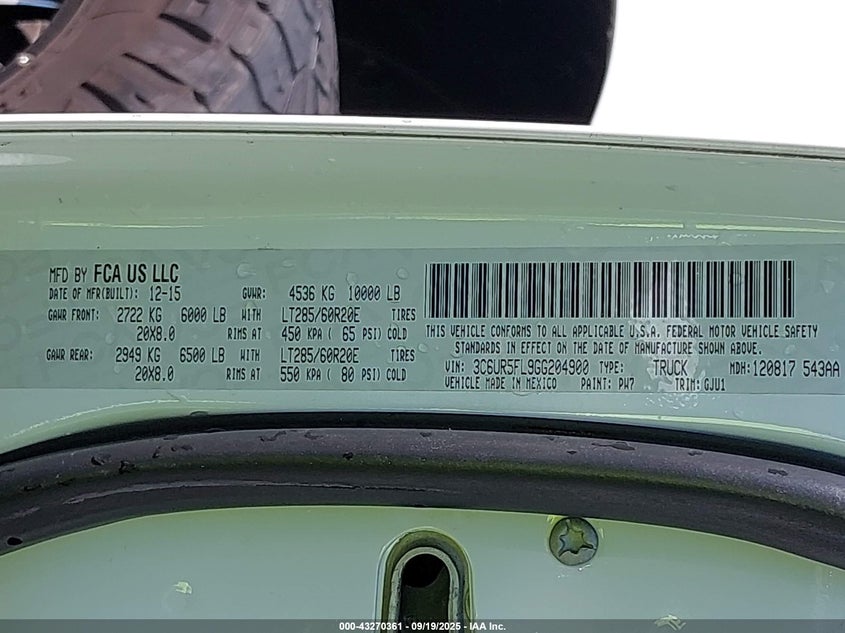 MFD BY FCA US LLC
DATE OF MFR(BUILT): 12-15 GVWR: 4536 KG 10000 LB
GAWR FRONT: 2722 KG 6000 LB WITH LT285/60R20E TIRES
20X8.0 RIMS AT 450 KPA ( 65 PSI) COLD
GAWR REAR: 2949 KG 6500 LB WITH LT285/60R20E TIRES
20X8.0 RIMS AT 550 KPA ( 80 PSI) COLD
THIS VEHICLE CONFORMS TO ALL APPLICABLE U.S.A. FEDERAL MOTOR VEHICLE SAFETY
STANDARDS IN EFFECT ON THE DATE OF MANUFACTURE SHOWN ABOVE.
VIN: 3C6UR5FL9GG204900 TYPE: TRUCK MDH: 120817 543AA
VEHICLE MADE IN MEXICO PAINT: PW7 TRIM: GJU1
000-43270361 - 09/19/2025 - IAA Inc.